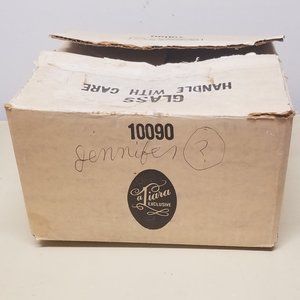 GLASS
HANDLE WITH CARE
10090
Jennifer ?
a Tiara
EXCLUSIVE